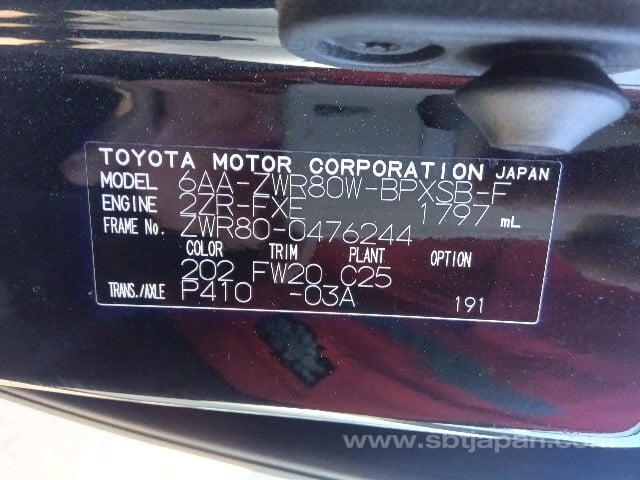 TOYOTA MOTOR CORPORATION JAPAN
MODEL 6AA-ZWR80W-BPXSB-F
ENGINE 2ZR-FXE 1797 mL
FRAME No. ZWR80-0476244
COLOR TRIM PLANT OPTION
202 FW20 C25
TRANS./AXLE P410 -03A 191
www.sbtjapan.com